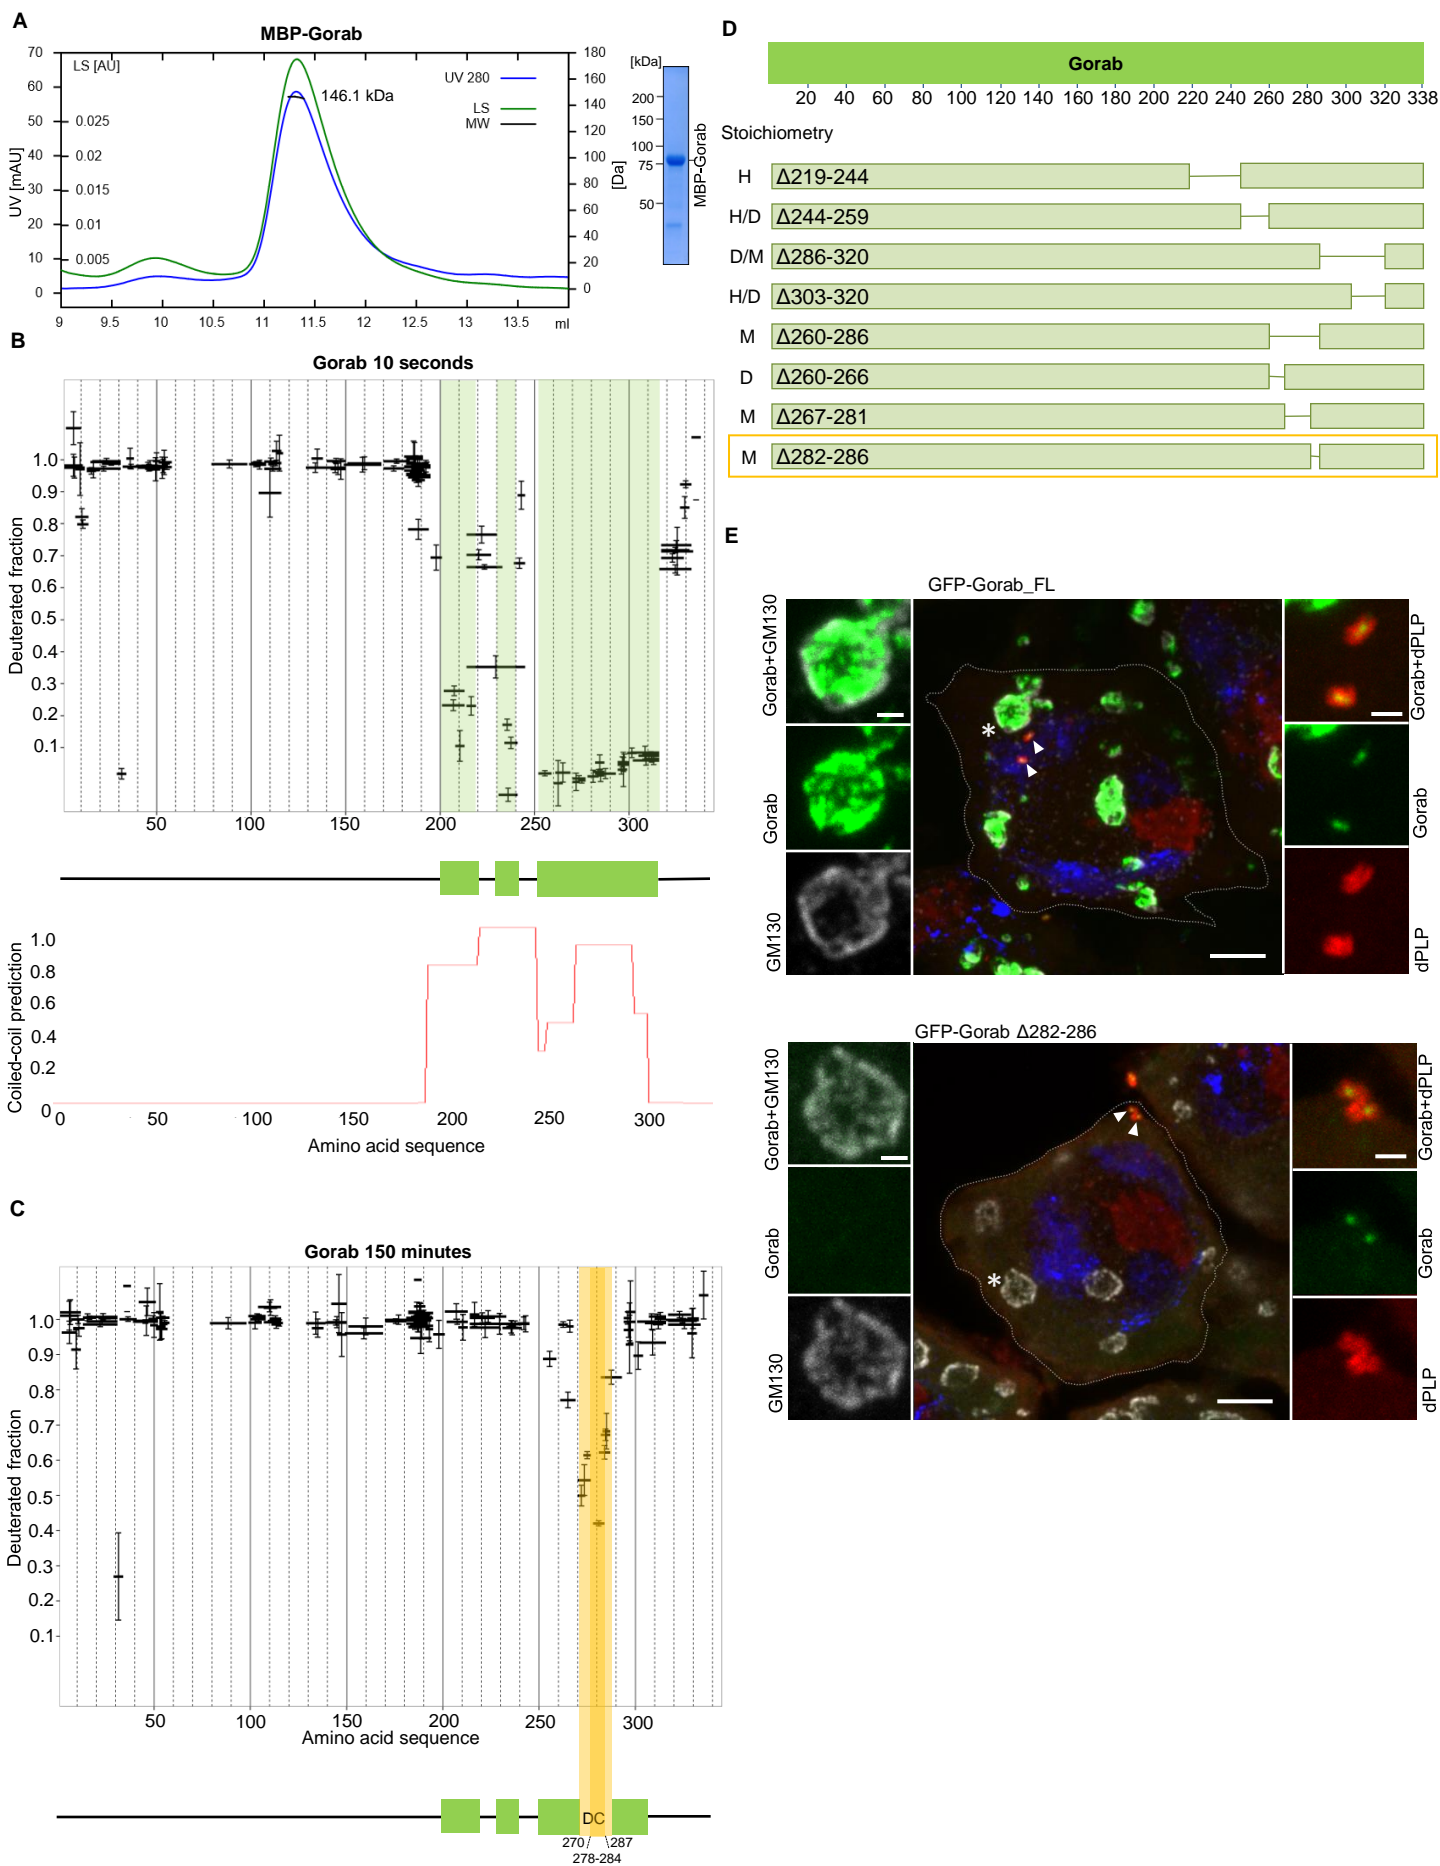 A
MBP-Gorab
LS [AU]
UV 280
LS
MW
146.1 kDa
70
60
50
40
30
20
10
0
0.025
0.02
0.015
0.01
0.005
UV [mAU]
180
160
140
120
100
80
60
40
20
0
[Da]
9 9.5 10 10.5 11 11.5 12 12.5 13 13.5 ml
[kDa]
200
150
100
75
50
MBP-Gorab
B
Gorab 10 seconds
1.0
0.9
0.8
0.7
0.6
0.5
0.4
0.3
0.2
0.1
Deuterated fraction
50 100 150 200 250 300
1.0
0.8
0.6
0.4
0.2
0
Coiled-coil prediction
0 50 100 150 200 250 300
Amino acid sequence
C
Gorab 150 minutes
1.0
0.9
0.8
0.7
0.6
0.5
0.4
0.3
0.2
0.1
Deuterated fraction
50 100 150 200 250 300
Amino acid sequence
DC
270 287
278-284
D
Gorab
20 40 60 80 100 120 140 160 180 200 220 240 260 280 300 320 338
Stoichiometry
H Δ219-244
H/D Δ244-259
D/M Δ286-320
H/D Δ303-320
M Δ260-286
D Δ260-266
M Δ267-281
M Δ282-286
E
GFP-Gorab_FL
Gorab+GM130
Gorab
GM130
*
Gorab+dPLP
Gorab
dPLP
GFP-Gorab Δ282-286
Gorab+GM130
Gorab
GM130
*
Gorab+dPLP
Gorab
dPLP